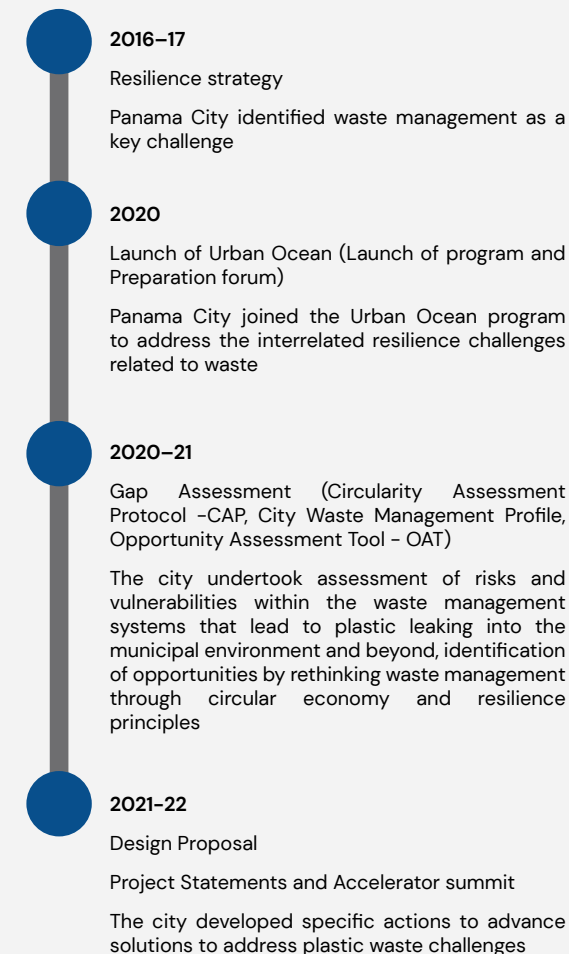 2016–17
Resilience strategy
Panama City identified waste management as a
key challenge
2020
Launch of Urban Ocean (Launch of program and
Preparation forum)
Panama City joined the Urban Ocean program
to address the interrelated resilience challenges
related to waste
2020–21
Gap Assessment (Circularity Assessment
Protocol -CAP, City Waste Management Profile,
Opportunity Assessment Tool - OAT)
The city undertook assessment of risks and
vulnerabilities within the waste management
systems that lead to plastic leaking into the
municipal environment and beyond, identification
of opportunities by rethinking waste management
through circular economy and resilience
principles
2021-22
Design Proposal
Project Statements and Accelerator summit
The city developed specific actions to advance
solutions to address plastic waste challenges